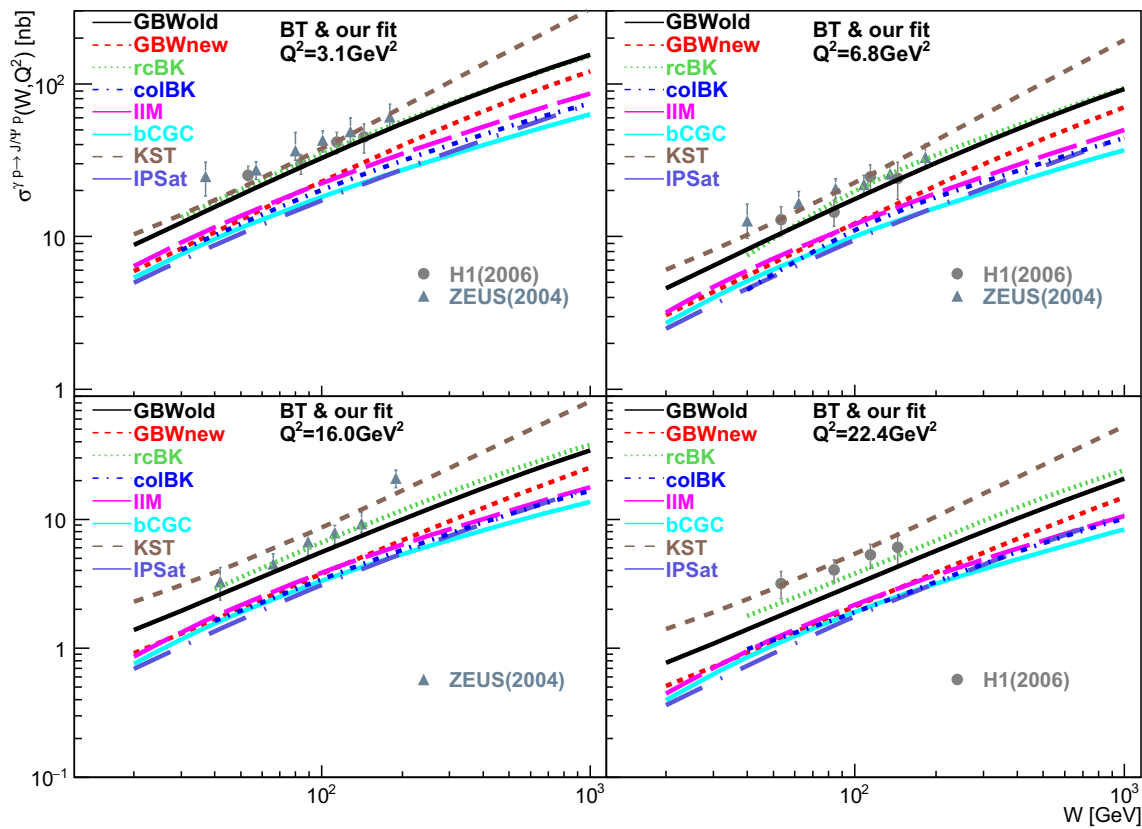 GBWold
GBWnew
rcBK
colBK
IIM
bCGC
KST
IPSat
BT & our fit
Q²=3.1GeV²
H1(2006)
ZEUS(2004)
σ^γ p→ J/Ψ p (W,Q²) [nb]
10²
10
1
GBWold
GBWnew
rcBK
colBK
IIM
bCGC
KST
IPSat
BT & our fit
Q²=6.8GeV²
H1(2006)
ZEUS(2004)
GBWold
GBWnew
rcBK
colBK
IIM
bCGC
KST
IPSat
BT & our fit
Q²=16.0GeV²
ZEUS(2004)
10
1
10⁻¹
10²
10³
GBWold
GBWnew
rcBK
colBK
IIM
bCGC
KST
IPSat
BT & our fit
Q²=22.4GeV²
H1(2006)
10²
10³
W [GeV]